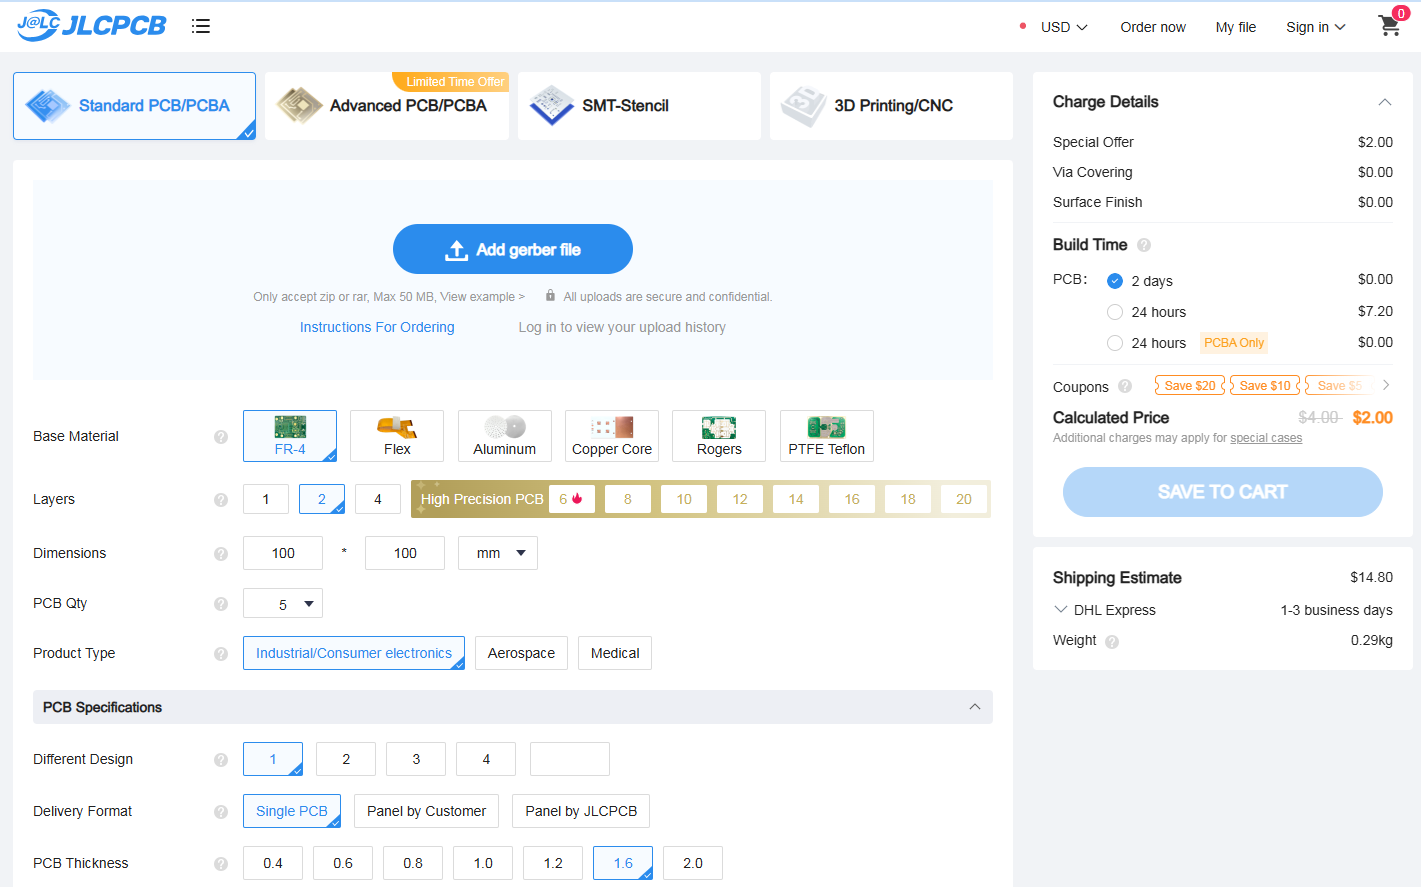 J@LC JLCPCB
USD Order now My file Sign in 0
Standard PCB/PCBA
Limited Time Offer
Advanced PCB/PCBA
SMT-Stencil
3D
3D Printing/CNC
Add gerber file
Only accept zip or rar, Max 50 MB, View example > All uploads are secure and confidential.
Instructions For Ordering Log in to view your upload history
Base Material ? FR-4 Flex Aluminum Copper Core Rogers PTFE Teflon
Layers ? 1 2 4 High Precision PCB 6 8 10 12 14 16 18 20
Dimensions ? 100 * 100 mm
PCB Qty ? 5
Product Type ? Industrial/Consumer electronics Aerospace Medical
PCB Specifications
Different Design ? 1 2 3 4
Delivery Format ? Single PCB Panel by Customer Panel by JLCPCB
PCB Thickness ? 0.4 0.6 0.8 1.0 1.2 1.6 2.0
Charge Details
Special Offer $2.00
Via Covering $0.00
Surface Finish $0.00
Build Time ?
PCB: 2 days $0.00
24 hours $7.20
24 hours PCBA Only $0.00
Coupons ? Save $20 Save $10 Save $5
Calculated Price $4.00 $2.00
Additional charges may apply for special cases
SAVE TO CART
Shipping Estimate $14.80
DHL Express 1-3 business days
Weight ? 0.29kg